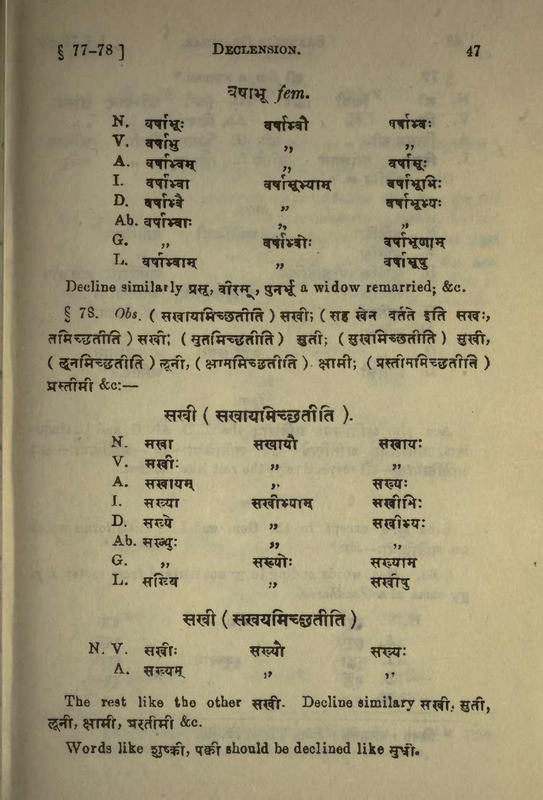 § 77-78 ] DECLENSION. 47
वर्षाभू fem.
N. वर्षाभूः वर्षाभ्वौ वर्षाभ्वः
V. वर्षाभु ,, ,,
A. वर्षाभ्वम् ,, वर्षाभूः
I. वर्षाभ्वा वर्षाभूभ्याम् वर्षाभूभिः
D. वर्षाभ्वै ,, वर्षाभूभ्यः
Ab. वर्षाभ्वाः ,, ,,
G. ,, वर्षाभ्वोः वर्षाभूणाम्
L. वर्षाभ्वाम् ,, वर्षाभूषु
Decline similarly प्रसू, वीरसू, पुनर्भू a widow remarried; &c.
§ 78. Obs. ( सखायमिच्छतीति ) सखी; ( सह खेन वर्तते इति सखः,
तमिच्छतीति ) सखी; ( सुतमिच्छतीति ) सुती; ( सुखमिच्छतीति ) सुखी,
( लूनमिच्छतीति ) लूनी, ( क्षाममिच्छतीति ) क्षामी; ( प्रस्तीममिच्छतीति )
प्रस्तीमी &c:—
सखी ( सखायमिच्छतीति ).
N. सखा सखायौ सखायः
V. सखीः ,, ,,
A. सखायम् ,, सख्यः
I. सख्या सखीभ्याम् सखीभिः
D. सख्ये ,, सखीभ्यः
Ab. सख्युः ,, ,,
G. ,, सख्योः सख्याम
L. सख्यि ,, सखीषु
सखी ( सखयमिच्छतीति )
N. V. सखीः सख्यौ सख्यः
A. सख्यम् ,, ,,
The rest like the other सखी. Decline similary सखी, सुती,
लूनी, क्षामी, प्रस्तीमी &c.
Words like शुष्की, पक्वी should be declined like सुधी.